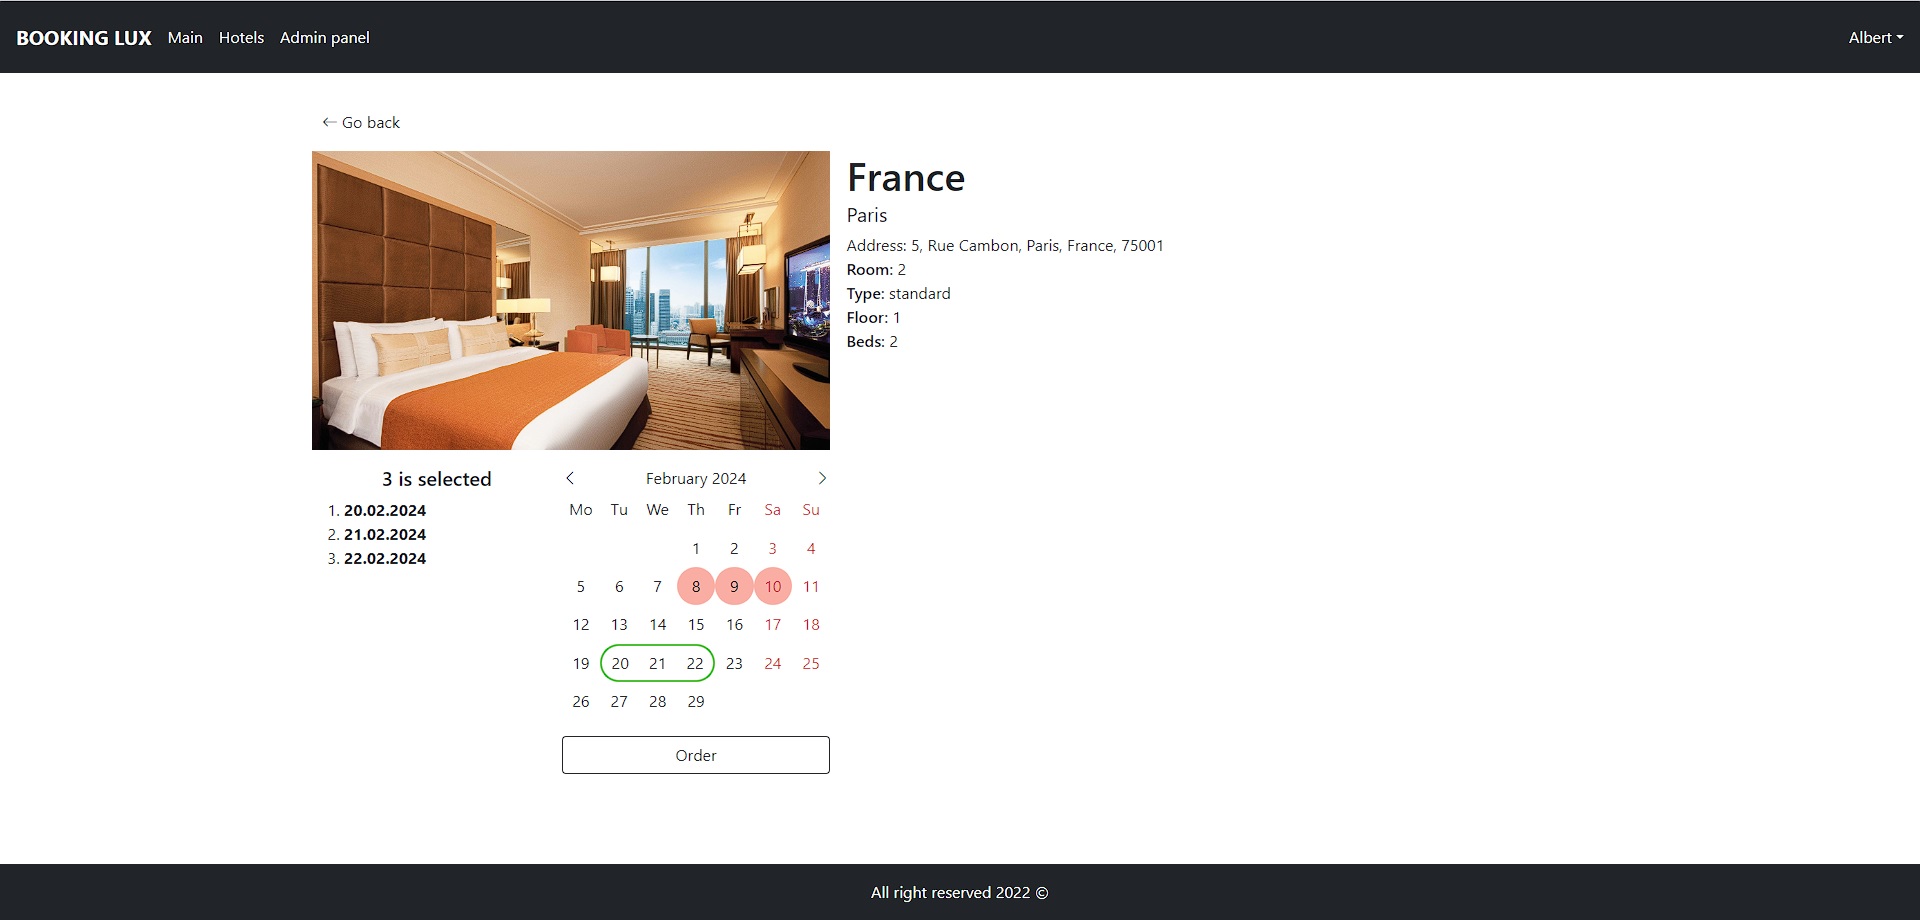 BOOKING LUX Main Hotels Admin panel Albert
← Go back
France
Paris
Address: 5, Rue Cambon, Paris, France, 75001
Room: 2
Type: standard
Floor: 1
Beds: 2
3 is selected
1. 20.02.2024
2. 21.02.2024
3. 22.02.2024
February 2024
Mo Tu We Th Fr Sa Su
1 2 3 4
5 6 7 8 9 10 11
12 13 14 15 16 17 18
19 20 21 22 23 24 25
26 27 28 29
Order
All right reserved 2022 ©